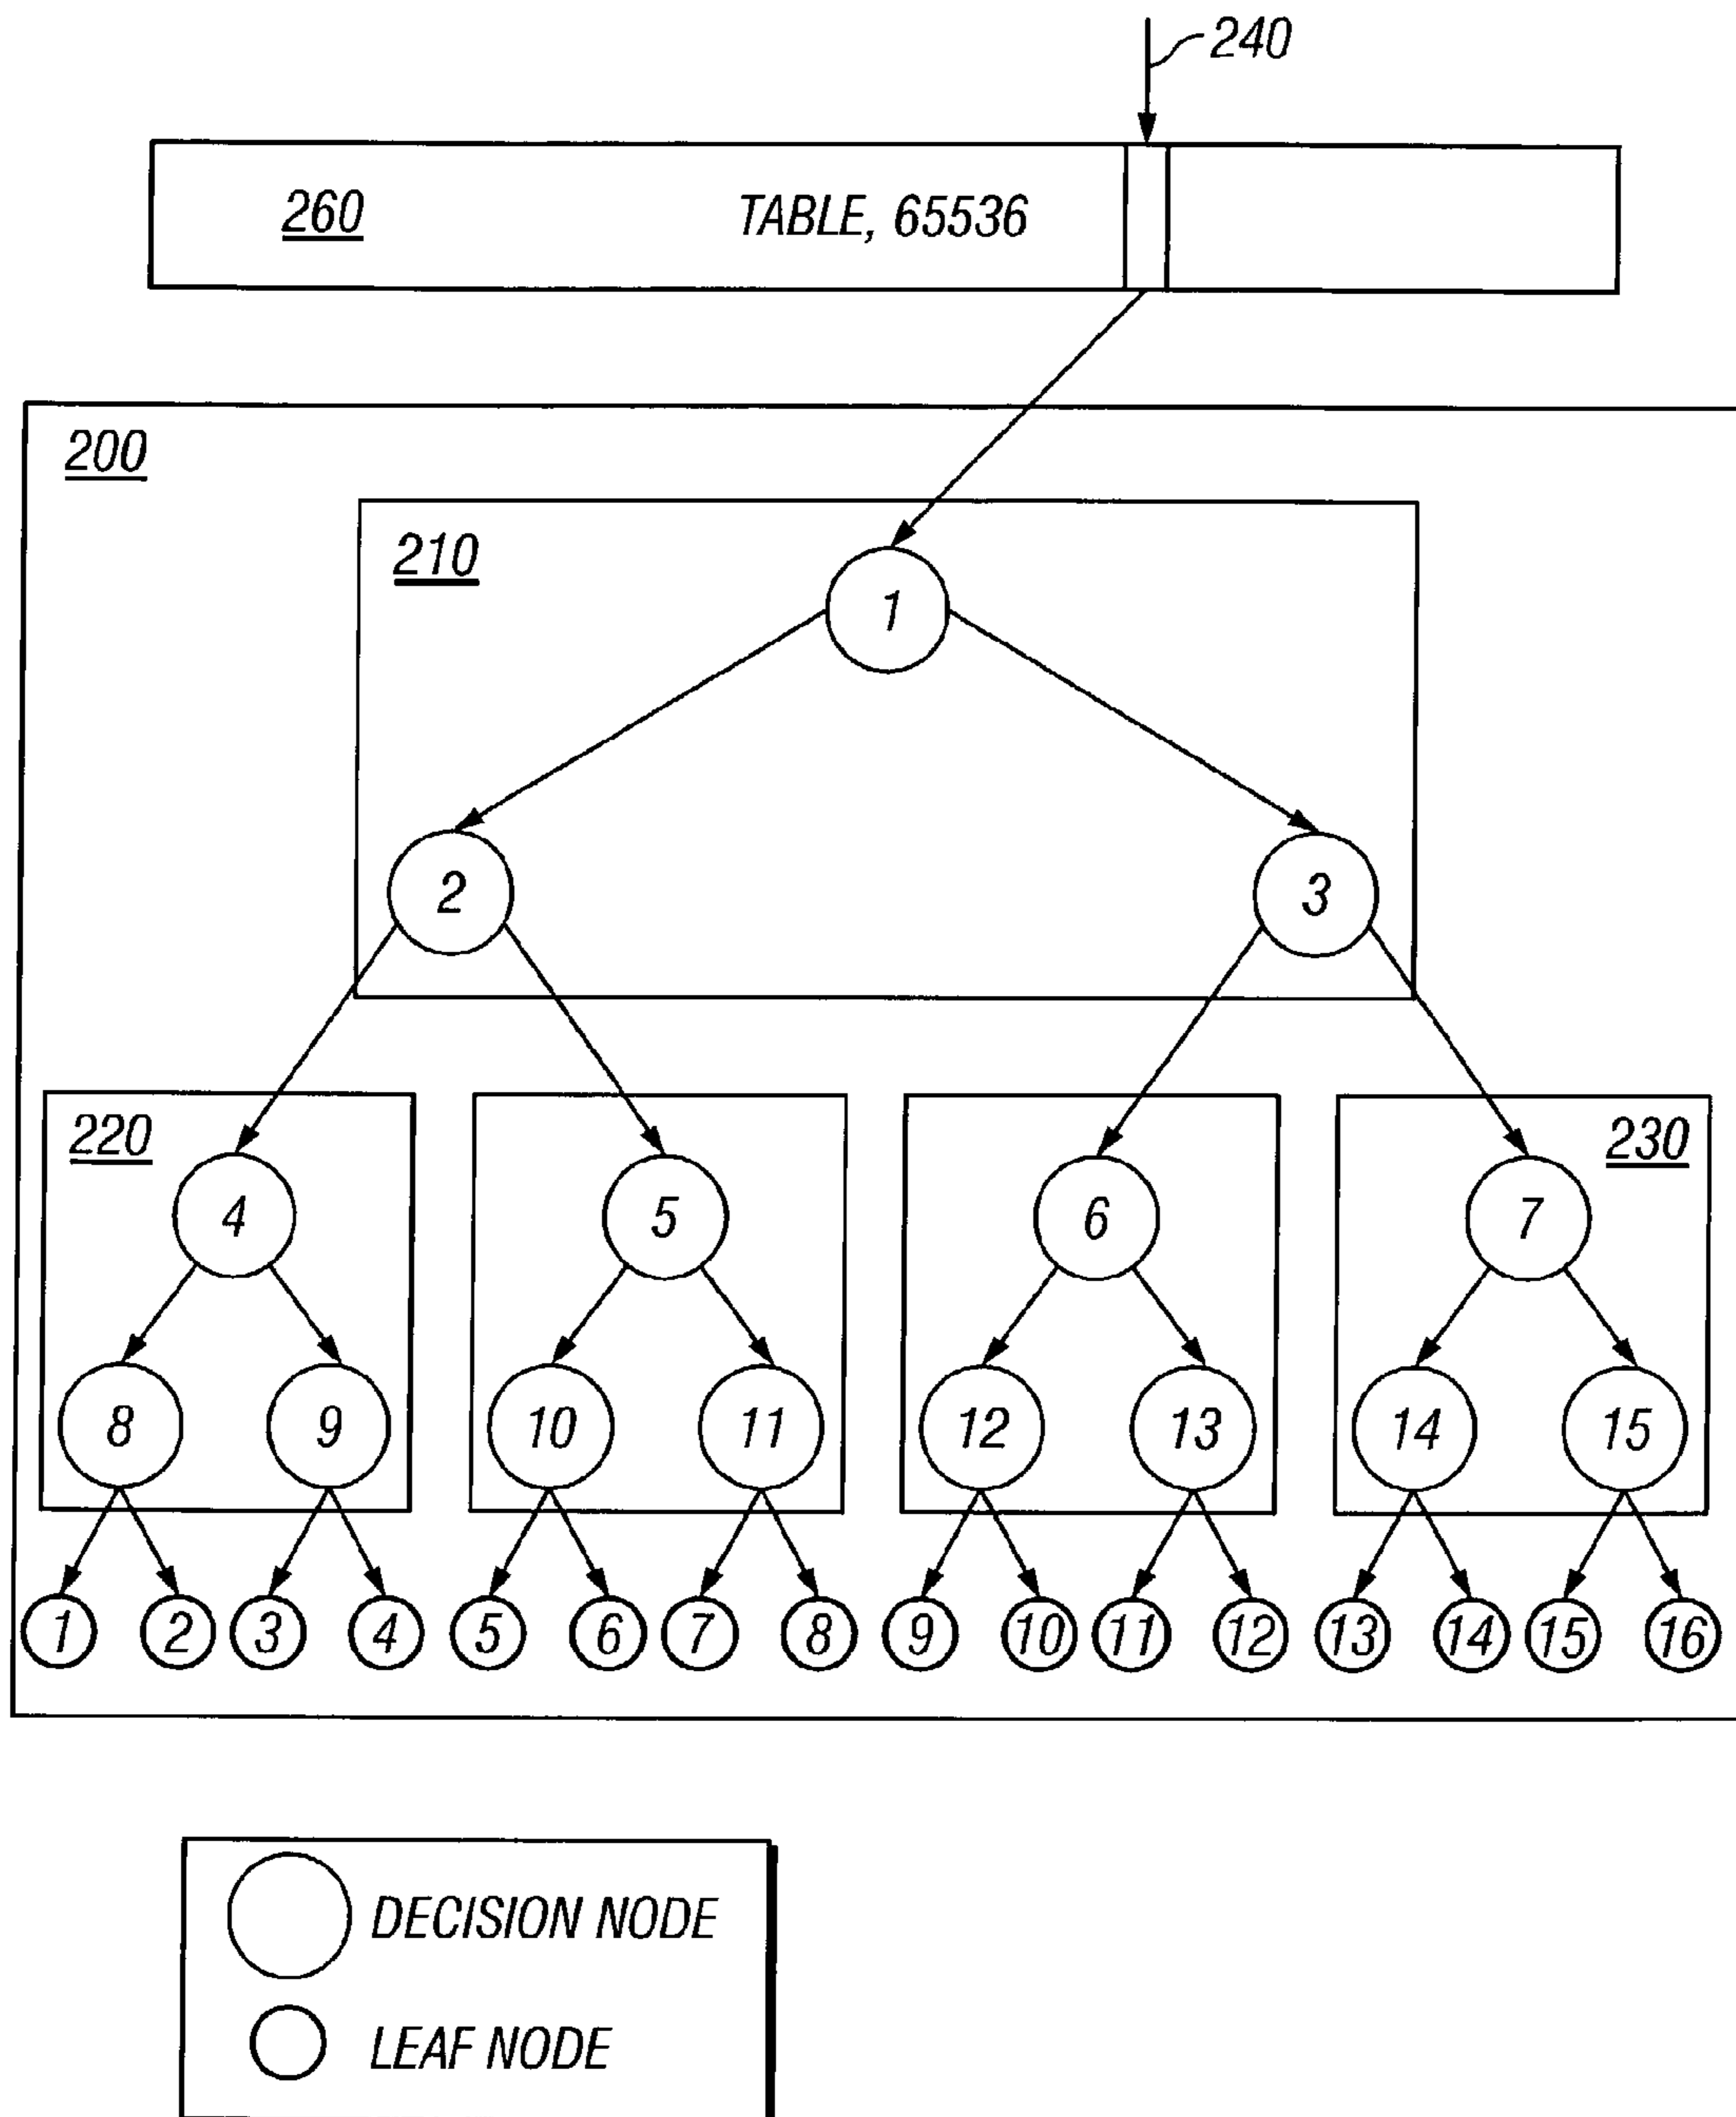 240
260 TABLE, 65536
200
210
1
2 3
220 230
4 5 6 7
8 9 10 11 12 13 14 15
1 2 3 4 5 6 7 8 9 10 11 12 13 14 15 16
DECISION NODE
LEAF NODE